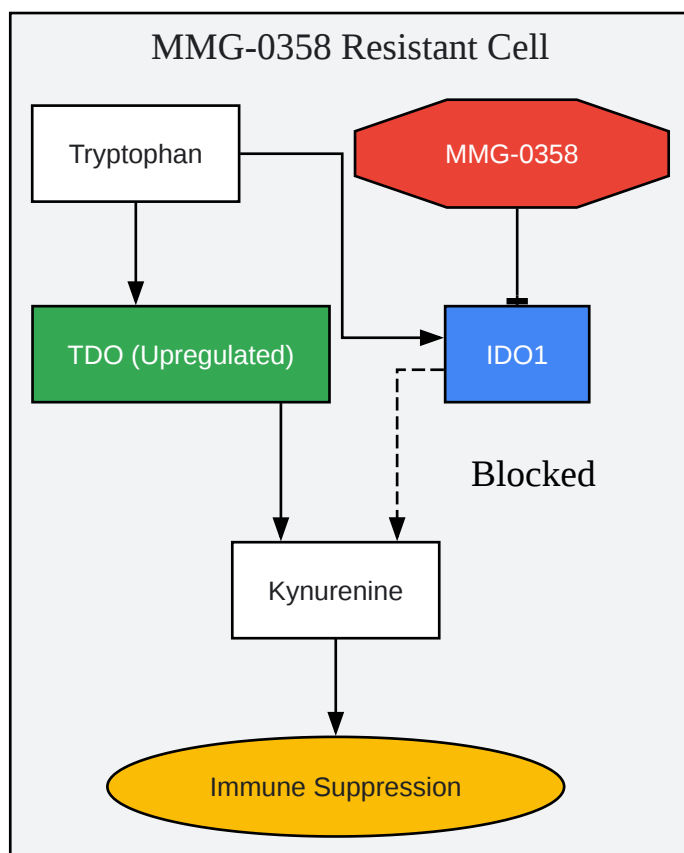 MMG-0358 Resistant Cell
Tryptophan
MMG-0358
TDO (Upregulated)
IDO1
Blocked
Kynurenine
Immune Suppression